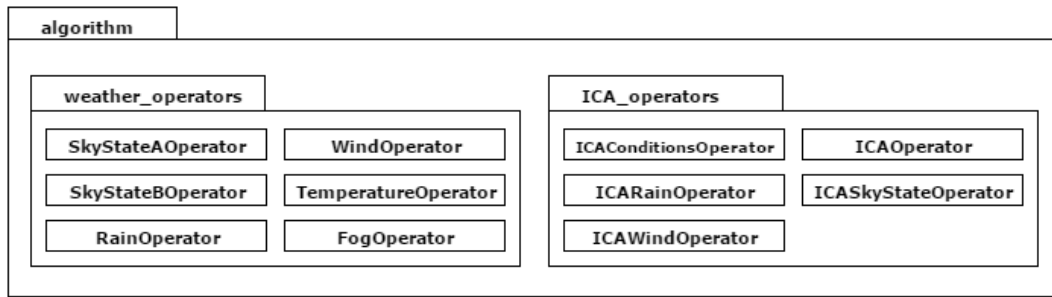 algorithm
weather_operators
SkyStateAOperator
WindOperator
SkyStateBOperator
TemperatureOperator
RainOperator
FogOperator
ICA_operators
ICAConditionsOperator
ICAOperator
ICARainOperator
ICASkyStateOperator
ICAWindOperator